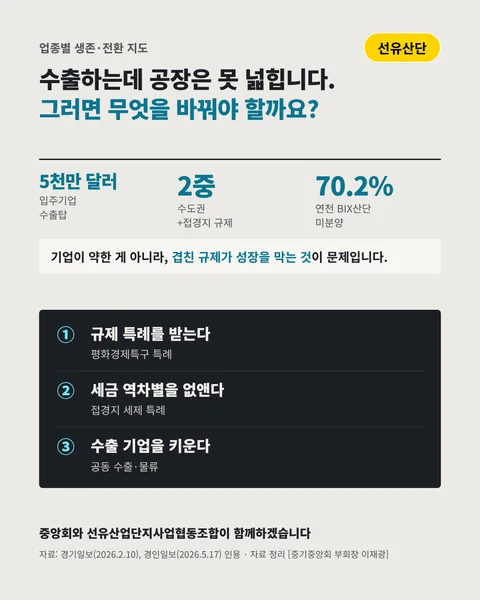 업종별 생존·전환 지도
선유산단
수출하는데 공장은 못 넓힙니다.
그러면 무엇을 바꿔야 할까요?
5천만 달러
입주기업
수출탑
2중
수도권
+접경지 규제
70.2%
연천 BIX산단
미분양
기업이 약한 게 아니라, 겹친 규제가 성장을 막는 것이 문제입니다.
① 규제 특례를 받는다
평화경제특구 특례
② 세금 역차별을 없앤다
접경지 세제 특례
③ 수출 기업을 키운다
공동 수출·물류
중앙회와 선유산업단지사업협동조합이 함께하겠습니다
자료: 경기일보(2026.2.10), 경인일보(2026.5.17) 인용 · 자료 정리 [중기중앙회 부회장 이재광]